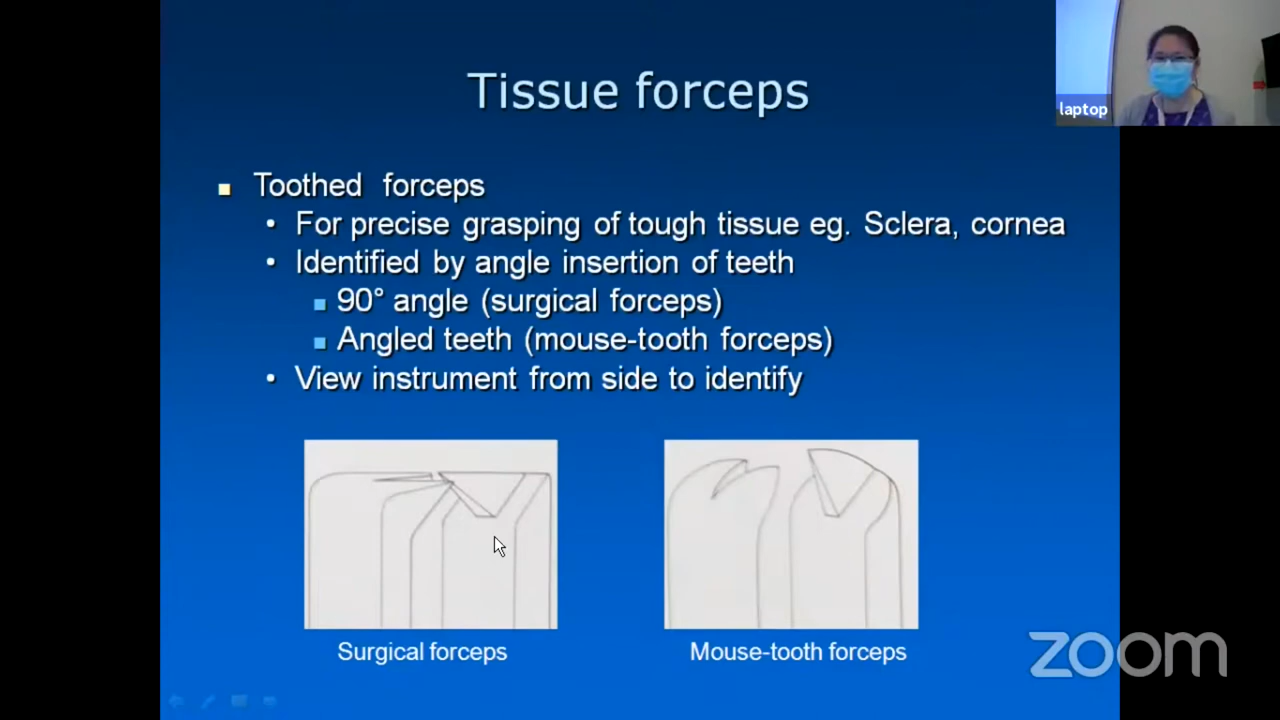 Tissue forceps
laptop
Toothed forceps
For precise grasping of tough tissue eg. Sclera, cornea
Identified by angle insertion of teeth
90° angle (surgical forceps)
Angled teeth (mouse-tooth forceps)
View instrument from side to identify
Surgical forceps
Mouse-tooth forceps
zoom